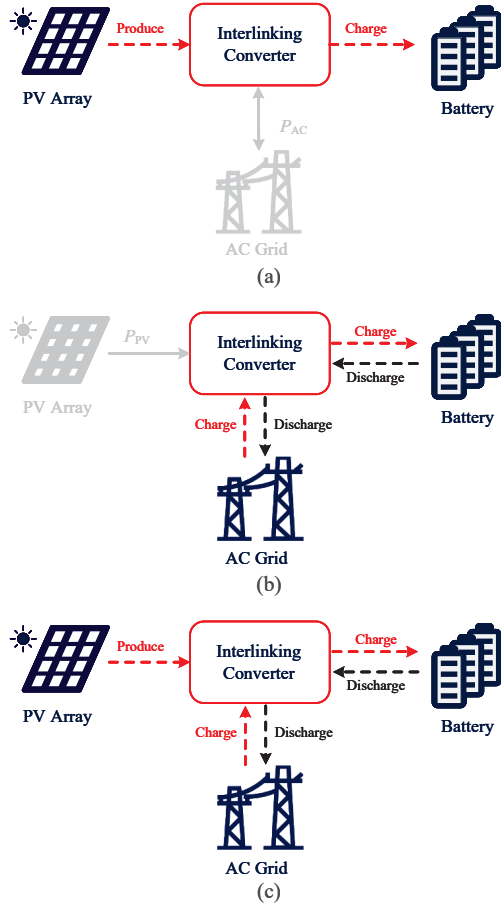 Produce
Interlinking
Converter
Charge
PV Array
Battery
P_AC
AC Grid
(a)
P_PV
Interlinking
Converter
Charge
Discharge
PV Array
Battery
Charge
Discharge
AC Grid
(b)
Produce
Interlinking
Converter
Charge
Discharge
PV Array
Battery
Charge
Discharge
AC Grid
(c)